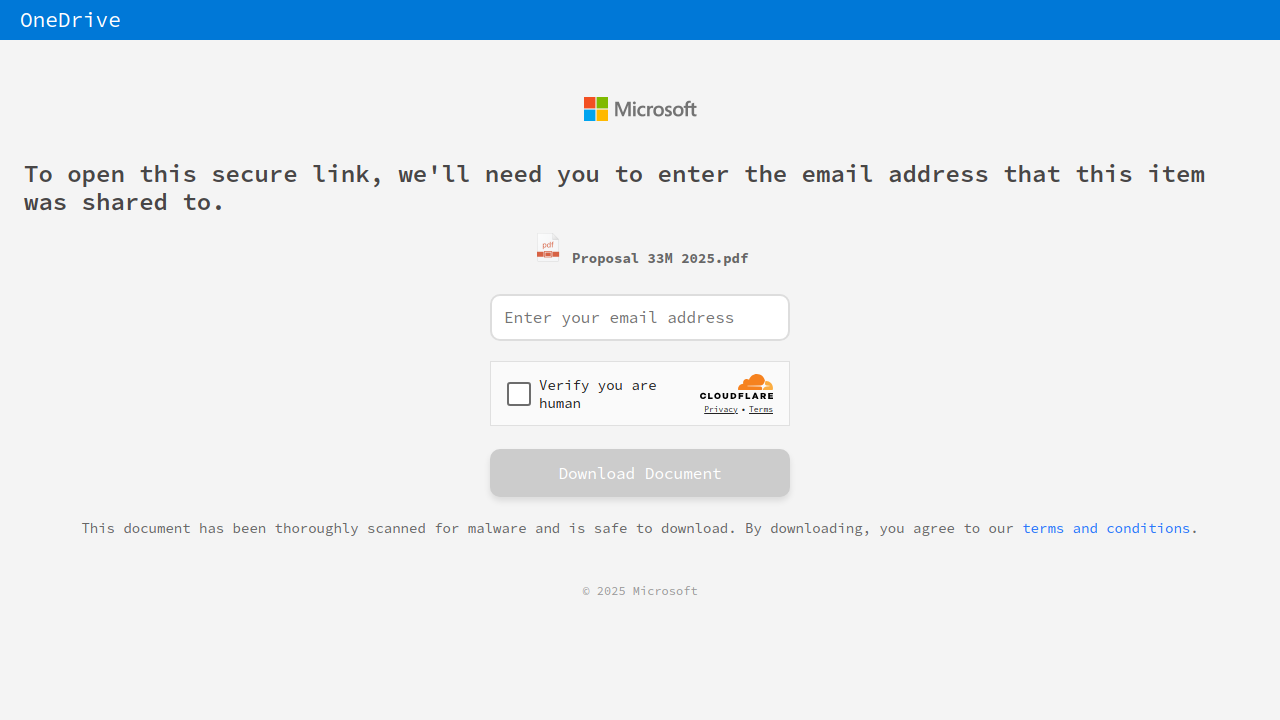 OneDrive
Microsoft
To open this secure link, we'll need you to enter the email address that this item
was shared to.
pdf
Proposal 33M 2025.pdf
Enter your email address
Verify you are
human
CLOUDFLARE
Privacy • Terms
Download Document
This document has been thoroughly scanned for malware and is safe to download. By downloading, you agree to our terms and conditions.
© 2025 Microsoft